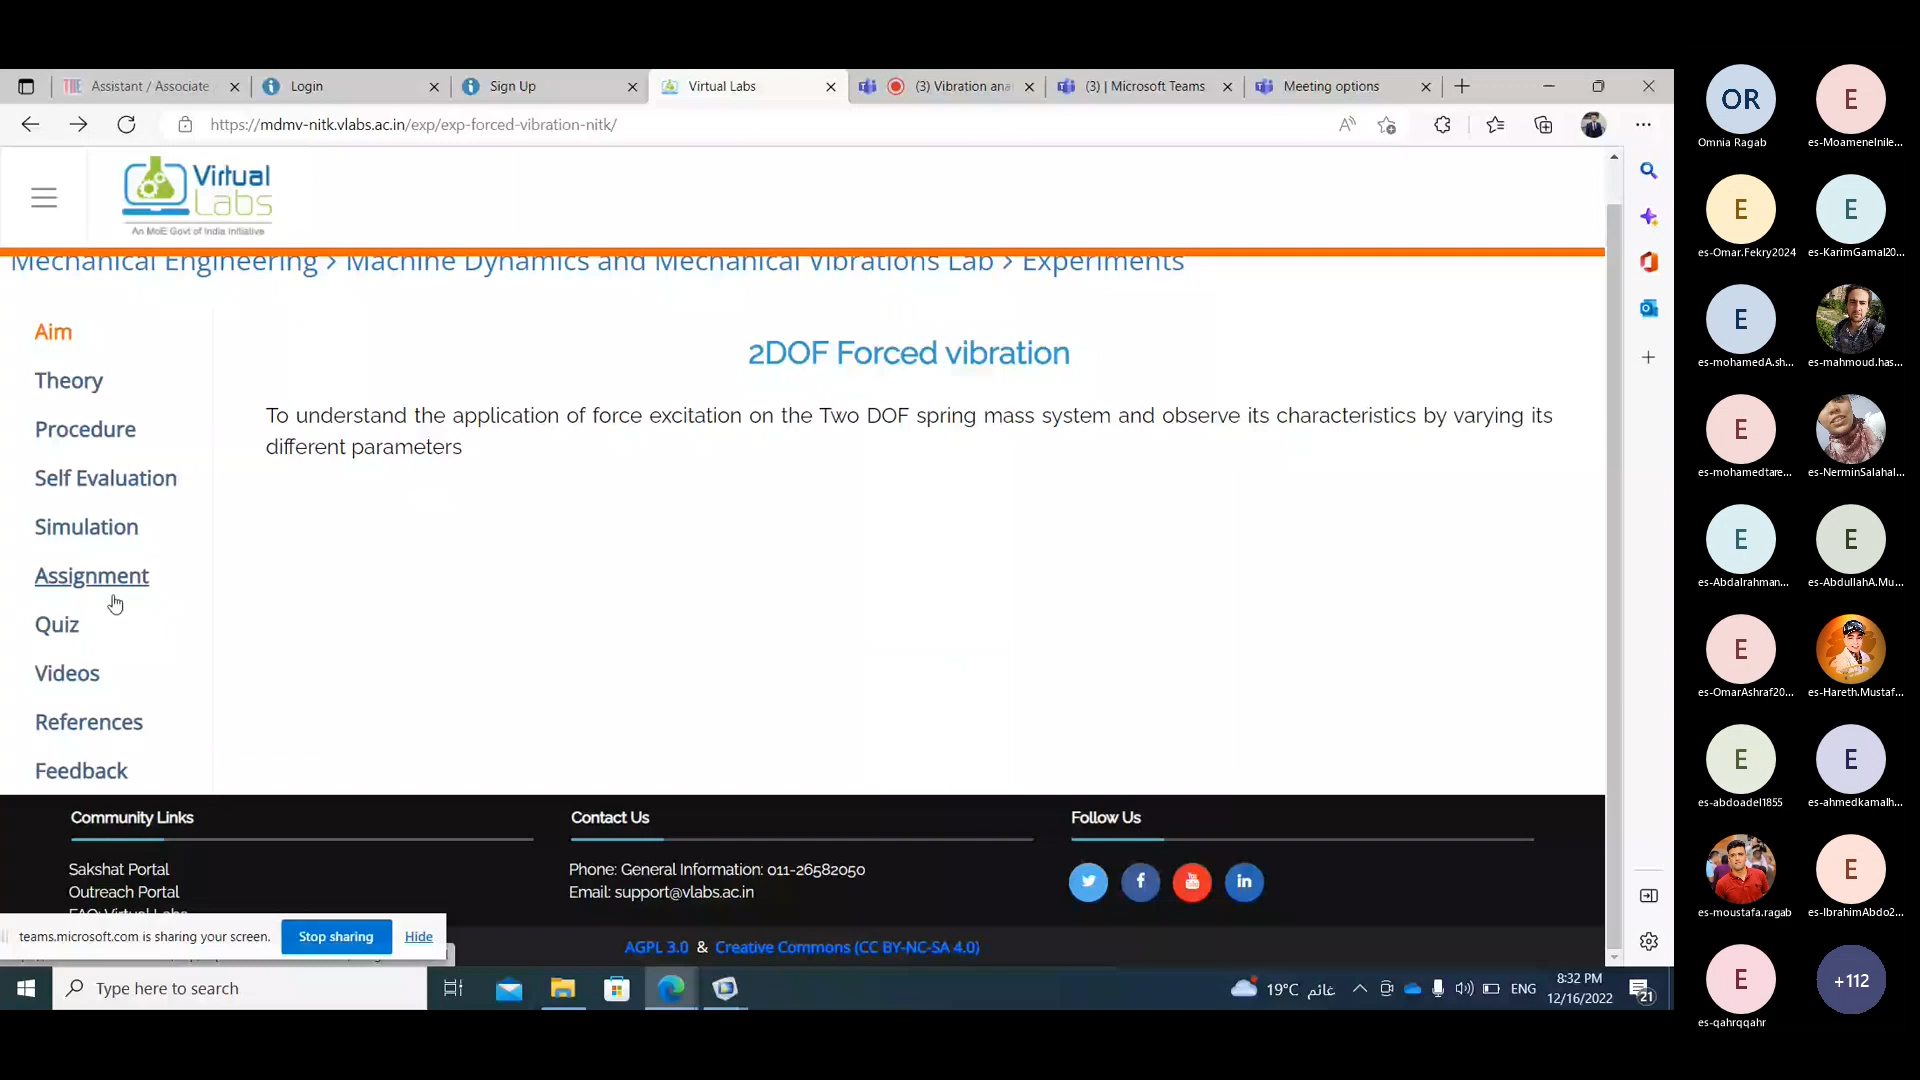 Assistant / Associate
Login
Sign Up
Virtual Labs
(3) Vibration ana
(3) | Microsoft Teams
Meeting options
https://mdmv-nitk.vlabs.ac.in/exp/exp-forced-vibration-nitk/
Virtual
Labs
An MoE Govt of India Initiative
Mechanical Engineering › Machine Dynamics and Mechanical Vibrations Lab › Experiments
Aim
Theory
Procedure
Self Evaluation
Simulation
Assignment
Quiz
Videos
References
Feedback
2DOF Forced vibration
To understand the application of force excitation on the Two DOF spring mass system and observe its characteristics by varying its
different parameters
Community Links
Sakshat Portal
Outreach Portal
FAQ: Virtual Labs
Contact Us
Phone: General Information: 011-26582050
Email: support@vlabs.ac.in
Follow Us
AGPL 3.0 & Creative Commons (CC BY-NC-SA 4.0)
teams.microsoft.com is sharing your screen.
Stop sharing
Hide
Type here to search
19°C غائم
ENG
8:32 PM
12/16/2022
21
OR
Omnia Ragab
E
es-MoamenelniIe...
E
es-Omar.Fekry2024
E
es-KarimGamal20...
E
es-mohamedA.sh...
es-mahmoud.has...
E
es-mohamedtare...
es-NerminSalahal...
E
es-Abdalrahman...
E
es-AbdullahA.Mu...
E
es-OmarAshraf20...
es-Hareth.Mustaf...
E
es-abdoadel1855
E
es-ahmedkamalh...
es-moustafa.ragab
E
es-IbrahimAbdo2...
E
es-qahrqqahr
+112